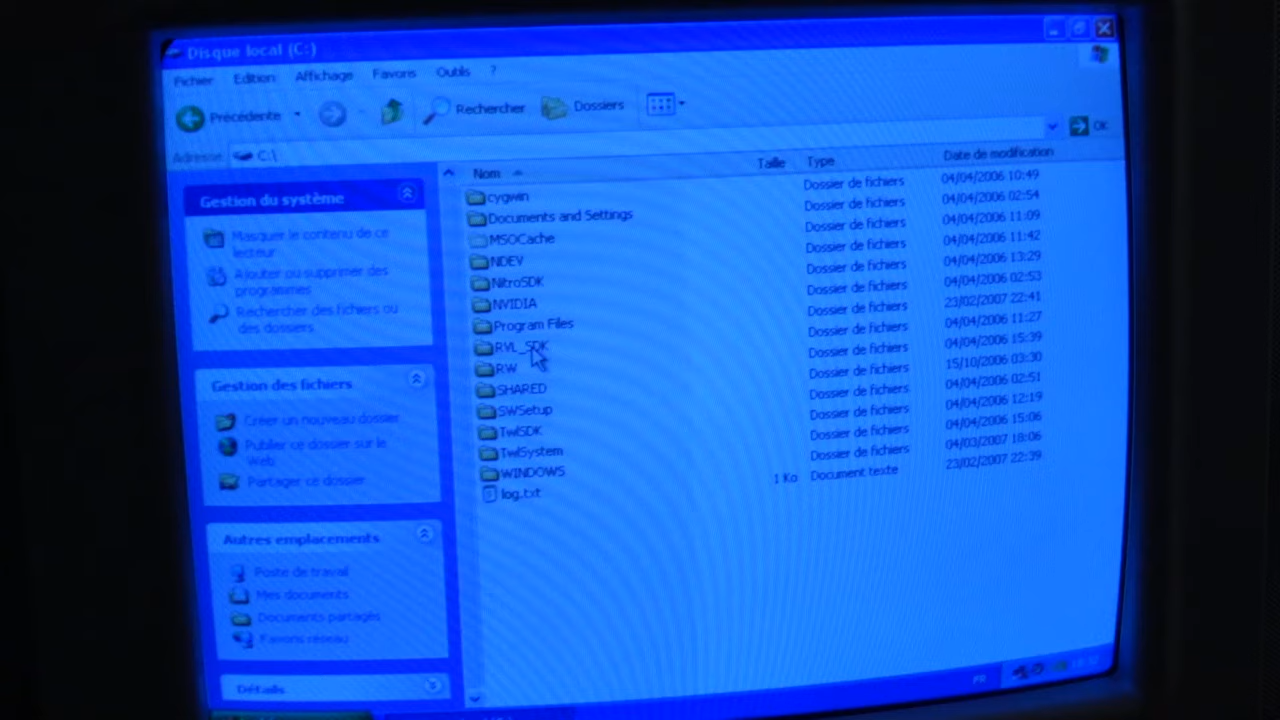 Disque local (C:)
Fichier Edition Affichage Favoris Outils ?
Précédente Rechercher Dossiers
Adresse C:\ OK
Gestion du système
Masquer le contenu de ce
lecteur
Ajouter ou supprimer des
programmes
Rechercher des fichiers ou
des dossiers
Gestion des fichiers
Créer un nouveau dossier
Publier ce dossier sur le
Web
Partager ce dossier
Autres emplacements
Poste de travail
Mes documents
Documents partagés
Favoris réseau
Détails
Nom Taille Type Date de modification
cygwin Dossier de fichiers 04/04/2006 10:49
Documents and Settings Dossier de fichiers 04/04/2006 02:54
MSOCache Dossier de fichiers 04/04/2006 11:09
NDEV Dossier de fichiers 04/04/2006 11:42
NitroSDK Dossier de fichiers 04/04/2006 13:29
NVIDIA Dossier de fichiers 04/04/2006 02:53
Program Files Dossier de fichiers 23/02/2007 22:41
RVL_SDK Dossier de fichiers 04/04/2006 11:27
RW Dossier de fichiers 04/04/2006 15:39
SHARED Dossier de fichiers 15/10/2006 03:30
SWSetup Dossier de fichiers 04/04/2006 02:51
TwlSDK Dossier de fichiers 04/04/2006 12:19
TwlSystem Dossier de fichiers 04/04/2006 15:06
WINDOWS Dossier de fichiers 04/03/2007 18:06
log.txt 1 Ko Document texte 23/02/2007 22:39
FR